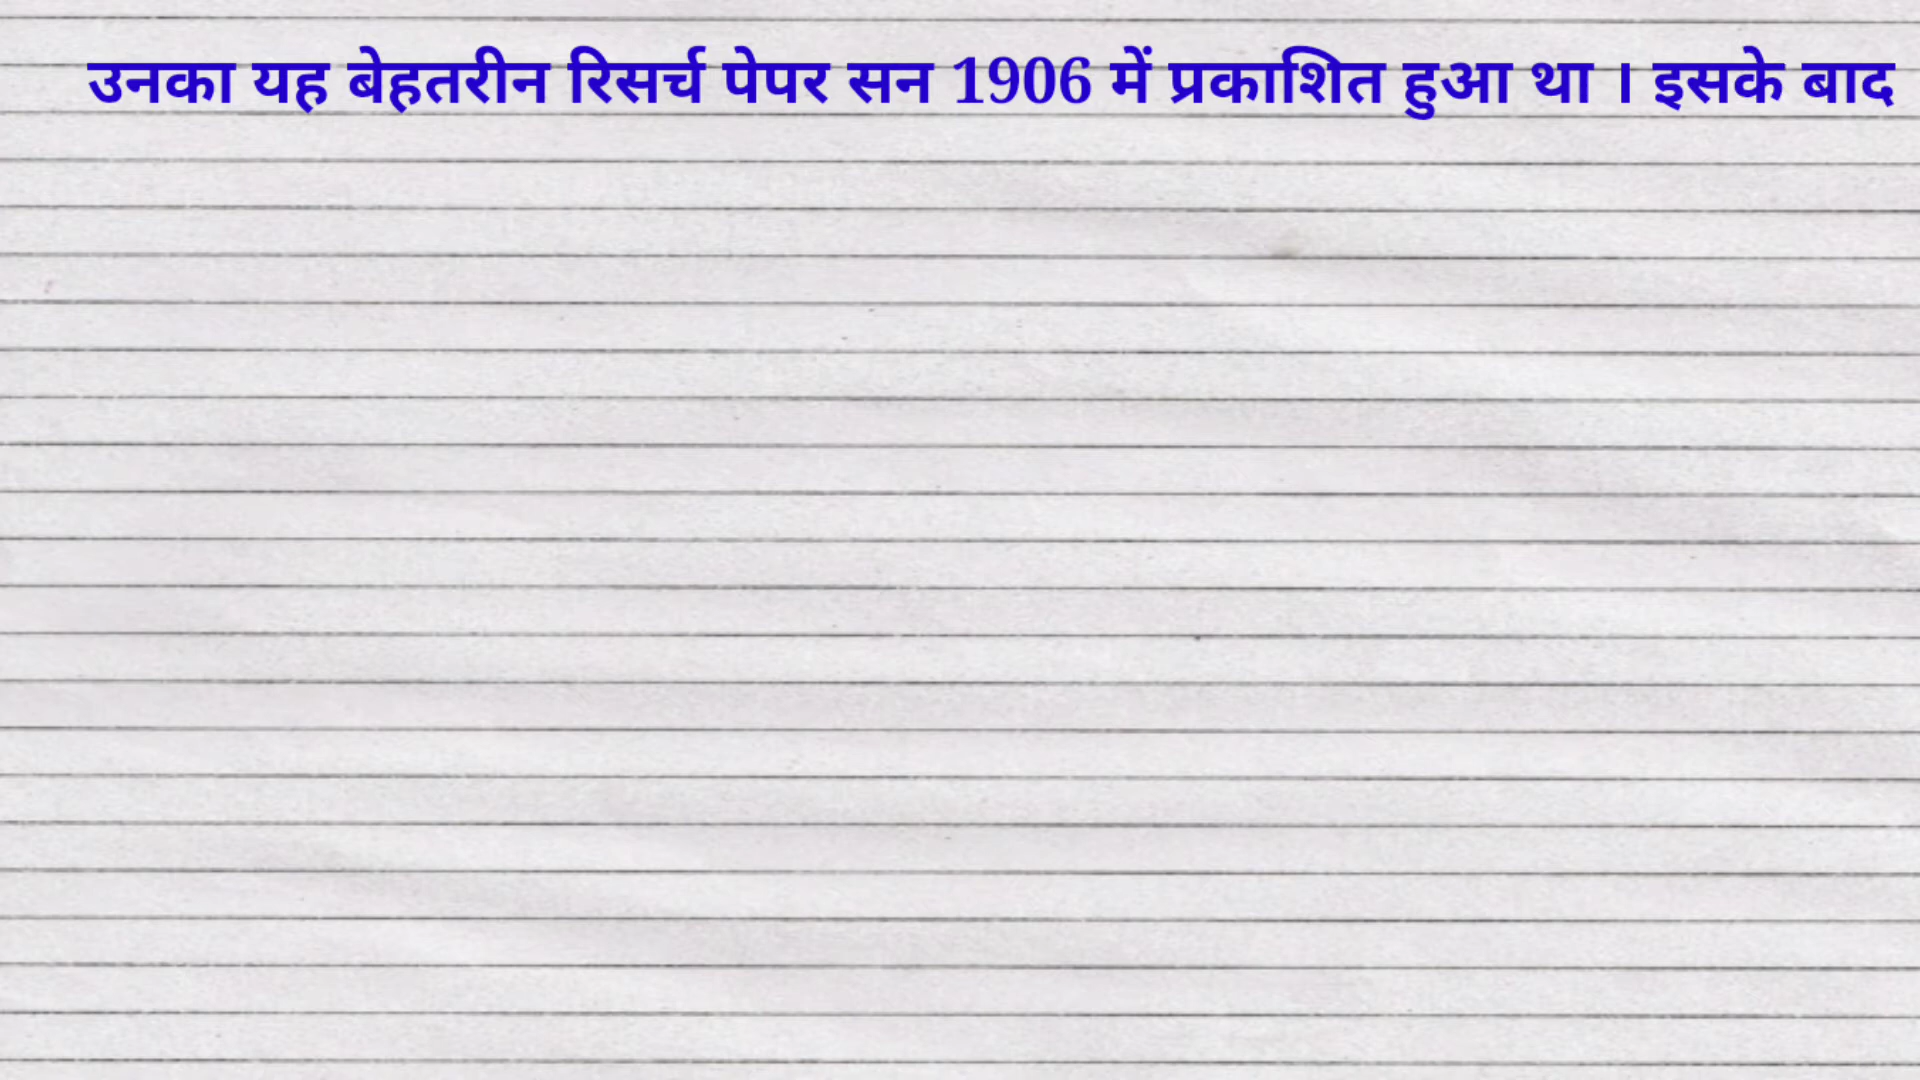 उनका यह बेहतरीन रिसर्च पेपर सन 1906 में प्रकाशित हुआ था । इसके बाद